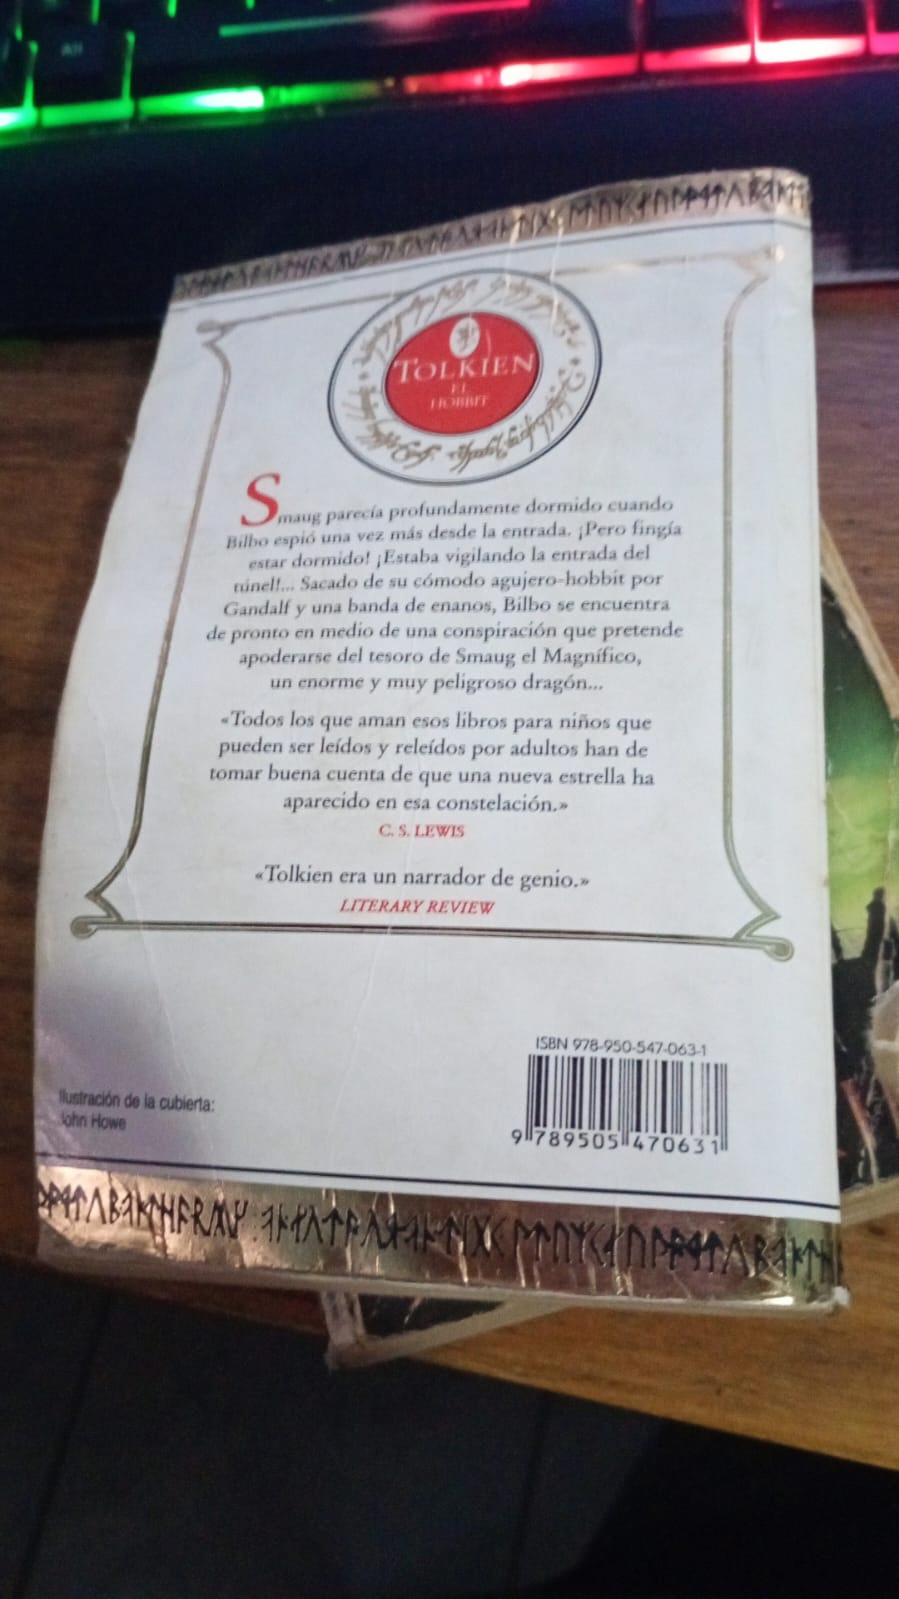 Alt
TOLKIEN
EL
HOBBIT
Smaug parecía profundamente dormido cuando
Bilbo espió una vez más desde la entrada. ¡Pero fingía
estar dormido! ¡Estaba vigilando la entrada del
túnel!... Sacado de su cómodo agujero-hobbit por
Gandalf y una banda de enanos, Bilbo se encuentra
de pronto en medio de una conspiración que pretende
apoderarse del tesoro de Smaug el Magnífico,
un enorme y muy peligroso dragón...
«Todos los que aman esos libros para niños que
pueden ser leídos y releídos por adultos han de
tomar buena cuenta de que una nueva estrella ha
aparecido en esa constelación.»
C. S. LEWIS
«Tolkien era un narrador de genio.»
LITERARY REVIEW
ISBN 978-950-547-063-1
9 789505 470631
Ilustración de la cubierta:
John Howe